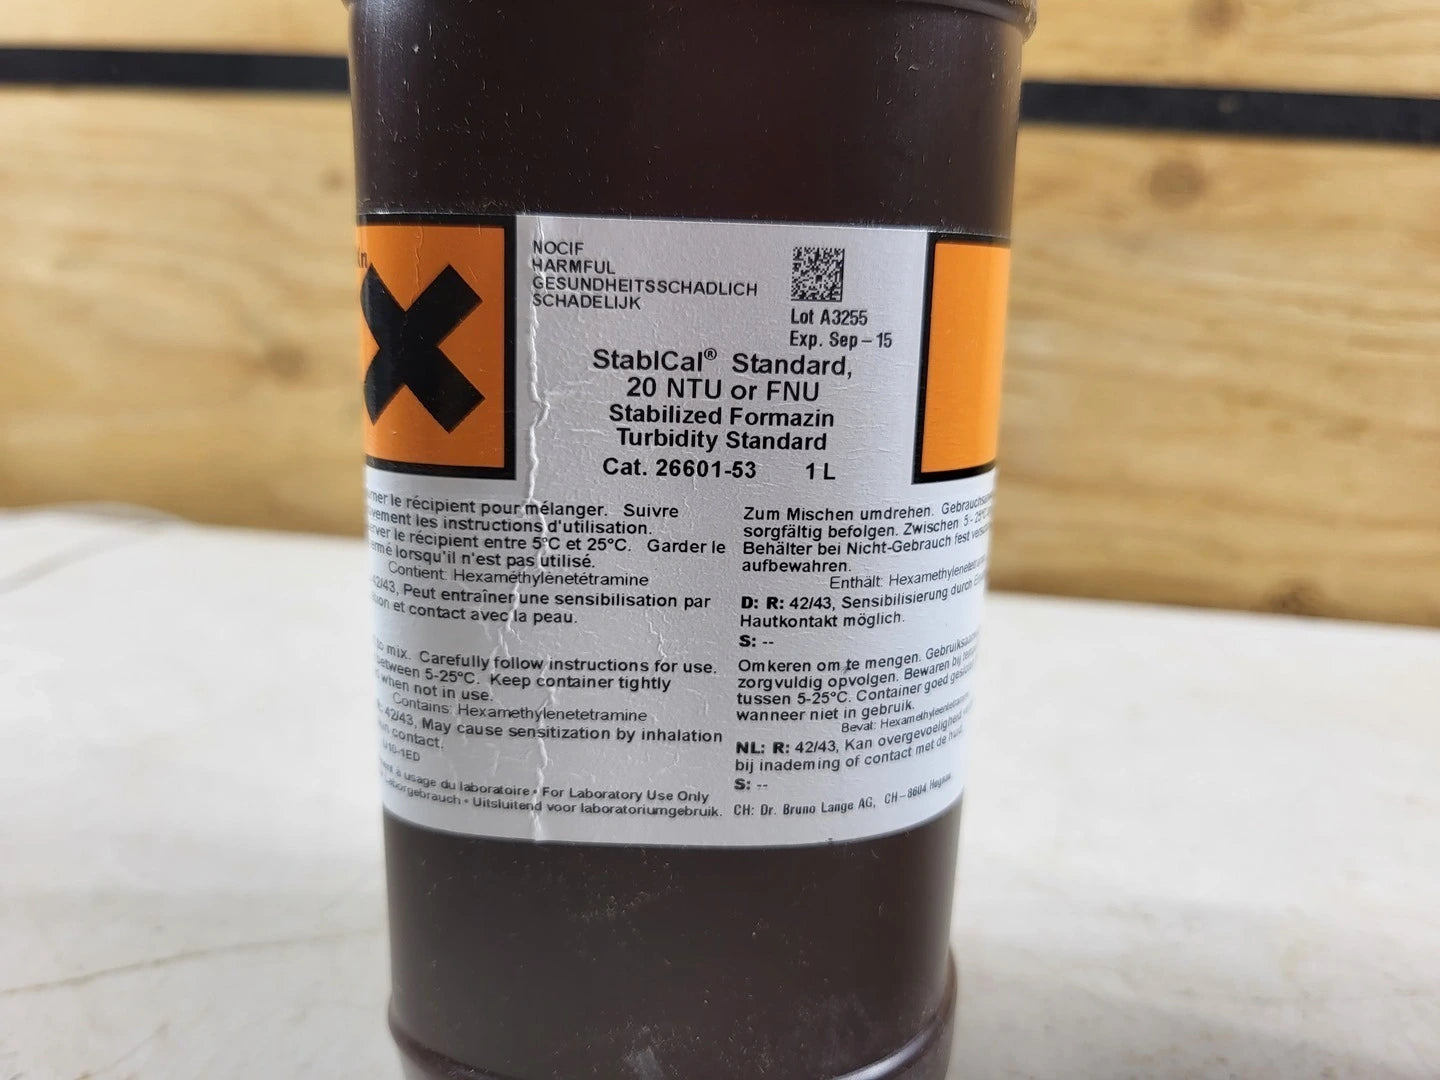 NOCIF
HARMFUL
GESUNDHEITSSCHADLICH
SCHADELIJK
Lot A3255
Exp. Sep – 15
StablCal® Standard,
20 NTU or FNU
Stabilized Formazin
Turbidity Standard
Cat. 26601-53 1 L
le récipient pour mélanger. Suivre
les instructions d'utilisation.
le récipient entre 5°C et 25°C. Garder le
lorsqu'il n'est pas utilisé.
Contient: Hexaméthylènetétramine
42/43, Peut entraîner une sensibilisation par
et contact avec la peau.
mix. Carefully follow instructions for use.
between 5-25°C. Keep container tightly
when not in use.
Contains: Hexamethylenetetramine
42/43, May cause sensitization by inhalation
contact.
à usage du laboratoire • For Laboratory Use Only
• Uitsluitend voor laboratoriumgebruik.
Zum Mischen umdrehen.
sorgfältig befolgen. Zwischen 5-25°C
Behälter bei Nicht-Gebrauch fest
aufbewahren.
Enthält:
D: R: 42/43, Sensibilisierung durch
Hautkontakt möglich.
S: --
Omkeren om te mengen.
zorgvuldig opvolgen. Bewaren bij
tussen 5-25°C. Container goed
wanneer niet in gebruik.
Bevat:
NL: R: 42/43, Kan overgevoeligheid
bij inademing of contact met de huid.
S: --
CH: Dr. Bruno Lange AG, CH–8604